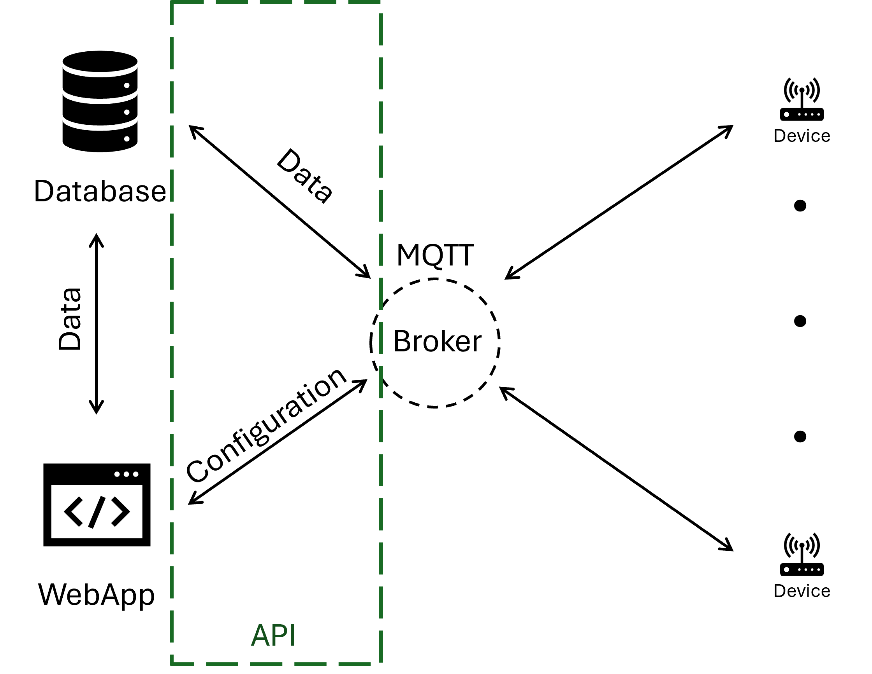 Database
Data
WebApp
</>
Data
Configuration
API
MQTT
Broker
Device
Device